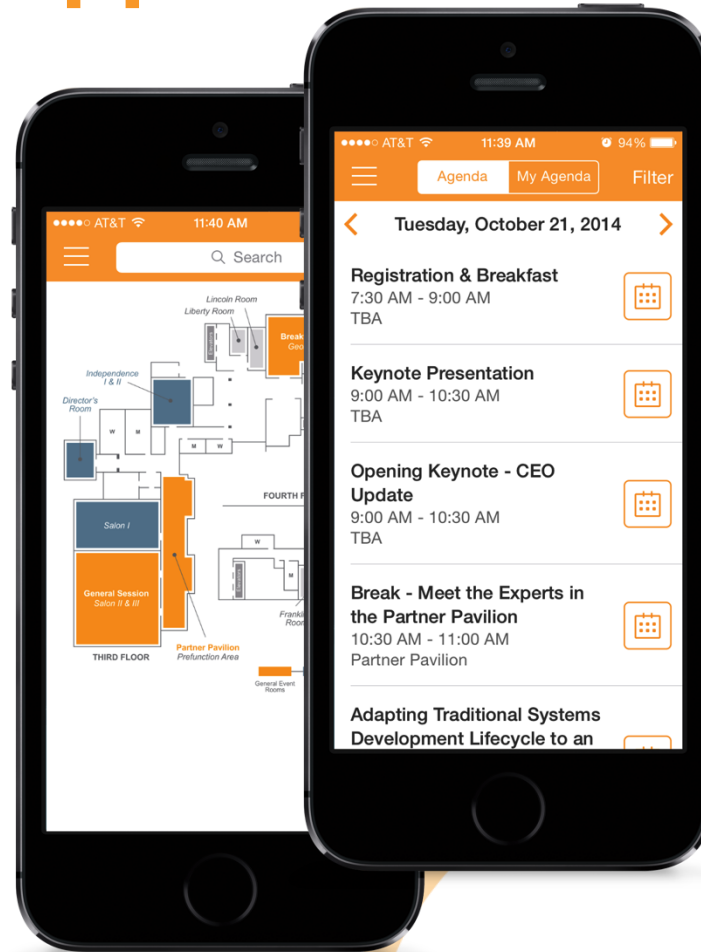 ●●●●○ AT&T 11:40 AM
Search
Lincoln Room
Liberty Room
Independence
I & II
Director's
Room
W M
M W
Salon I
General Session
Salon II & III
THIRD FLOOR
Partner Pavilion
Prefunction Area
FOURTH
W
M
General Event
Rooms
●●●●○ AT&T 11:39 AM 94%
Agenda My Agenda Filter
Tuesday, October 21, 2014
Registration & Breakfast
7:30 AM - 9:00 AM
TBA
Keynote Presentation
9:00 AM - 10:30 AM
TBA
Opening Keynote - CEO
Update
9:00 AM - 10:30 AM
TBA
Break - Meet the Experts in
the Partner Pavilion
10:30 AM - 11:00 AM
Partner Pavilion
Adapting Traditional Systems
Development Lifecycle to an